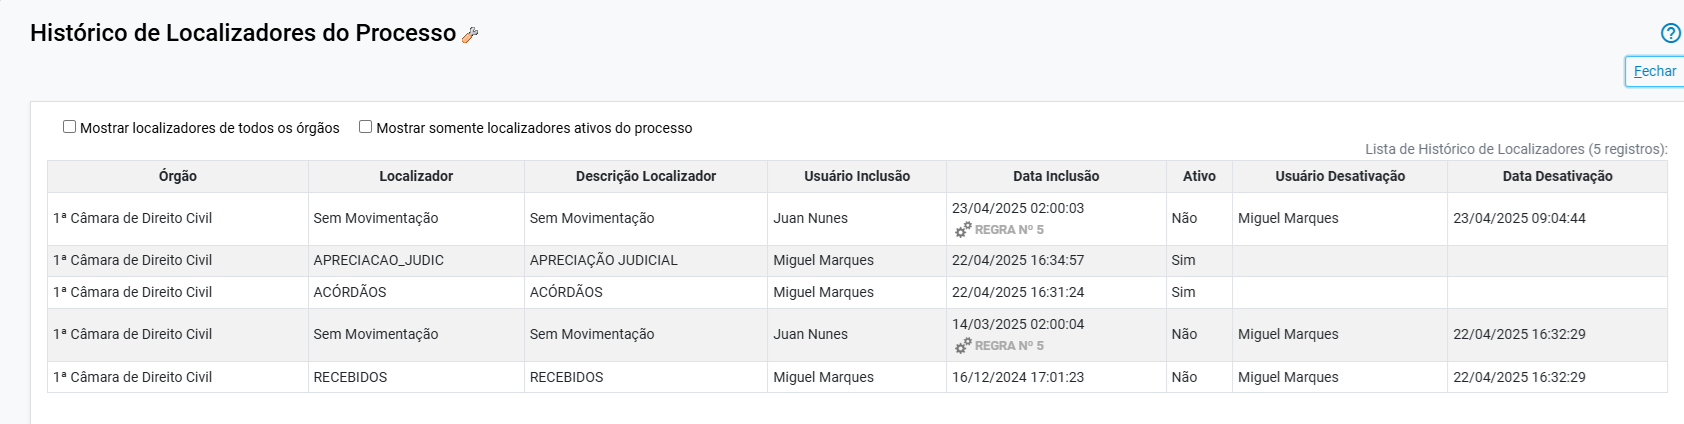 Histórico de Localizadores do Processo
Fechar
Mostrar localizadores de todos os órgãos Mostrar somente localizadores ativos do processo
Lista de Histórico de Localizadores (5 registros):
Órgão Localizador Descrição Localizador Usuário Inclusão Data Inclusão Ativo Usuário Desativação Data Desativação
1ª Câmara de Direito Civil Sem Movimentação Sem Movimentação Juan Nunes 23/04/2025 02:00:03 Não Miguel Marques 23/04/2025 09:04:44
REGRA Nº 5
1ª Câmara de Direito Civil APRECIACAO_JUDIC APRECIAÇÃO JUDICIAL Miguel Marques 22/04/2025 16:34:57 Sim
1ª Câmara de Direito Civil ACÓRDÃOS ACÓRDÃOS Miguel Marques 22/04/2025 16:31:24 Sim
1ª Câmara de Direito Civil Sem Movimentação Sem Movimentação Juan Nunes 14/03/2025 02:00:04 Não Miguel Marques 22/04/2025 16:32:29
REGRA Nº 5
1ª Câmara de Direito Civil RECEBIDOS RECEBIDOS Miguel Marques 16/12/2024 17:01:23 Não Miguel Marques 22/04/2025 16:32:29